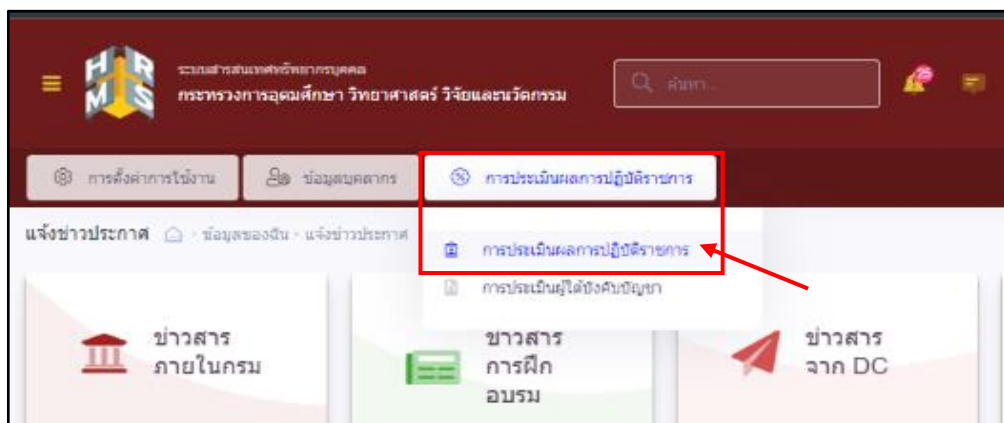 HR
MS
ระบบสารสนเทศทรัพยากรบุคคล
กระทรวงการอุดมศึกษา วิทยาศาสตร์ วิจัยและนวัตกรรม
ค้นหา...
25
การตั้งค่าการใช้งาน
ข้อมูลบุคลากร
การประเมินผลการปฏิบัติราชการ
แจ้งข่าวประกาศ - ข้อมูลของฉัน - แจ้งข่าวประกาศ
การประเมินผลการปฏิบัติราชการ
การประเมินผู้ใต้บังคับบัญชา
ข่าวสาร
ภายในกรม
ข่าวสาร
การฝึก
อบรม
ข่าวสาร
จาก DC